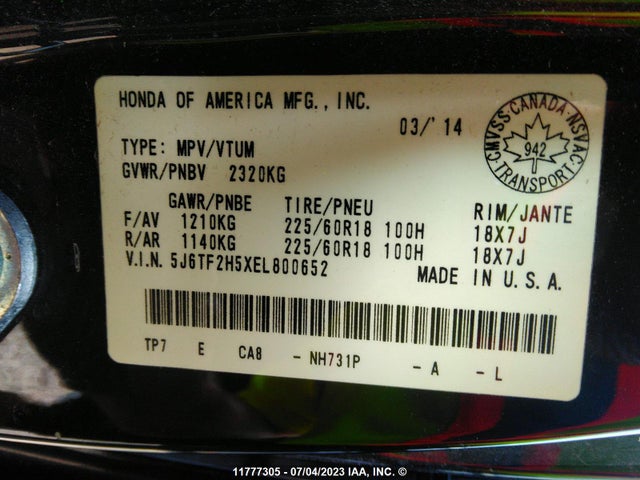 HONDA OF AMERICA MFG., INC.
03/'14
CMVSS CANADA NSVAC
942
TRANSPORT
TYPE: MPV/VTUM
GVWR/PNBV 2320KG
GAWR/PNBE TIRE/PNEU RIM/JANTE
F/AV 1210KG 225/60R18 100H 18X7J
R/AR 1140KG 225/60R18 100H 18X7J
V.I.N. 5J6TF2H5XEL800652 MADE IN U.S.A.
TP7 E CA8 - NH731P - A - L
11777305 - 07/04/2023 IAA, INC. ©